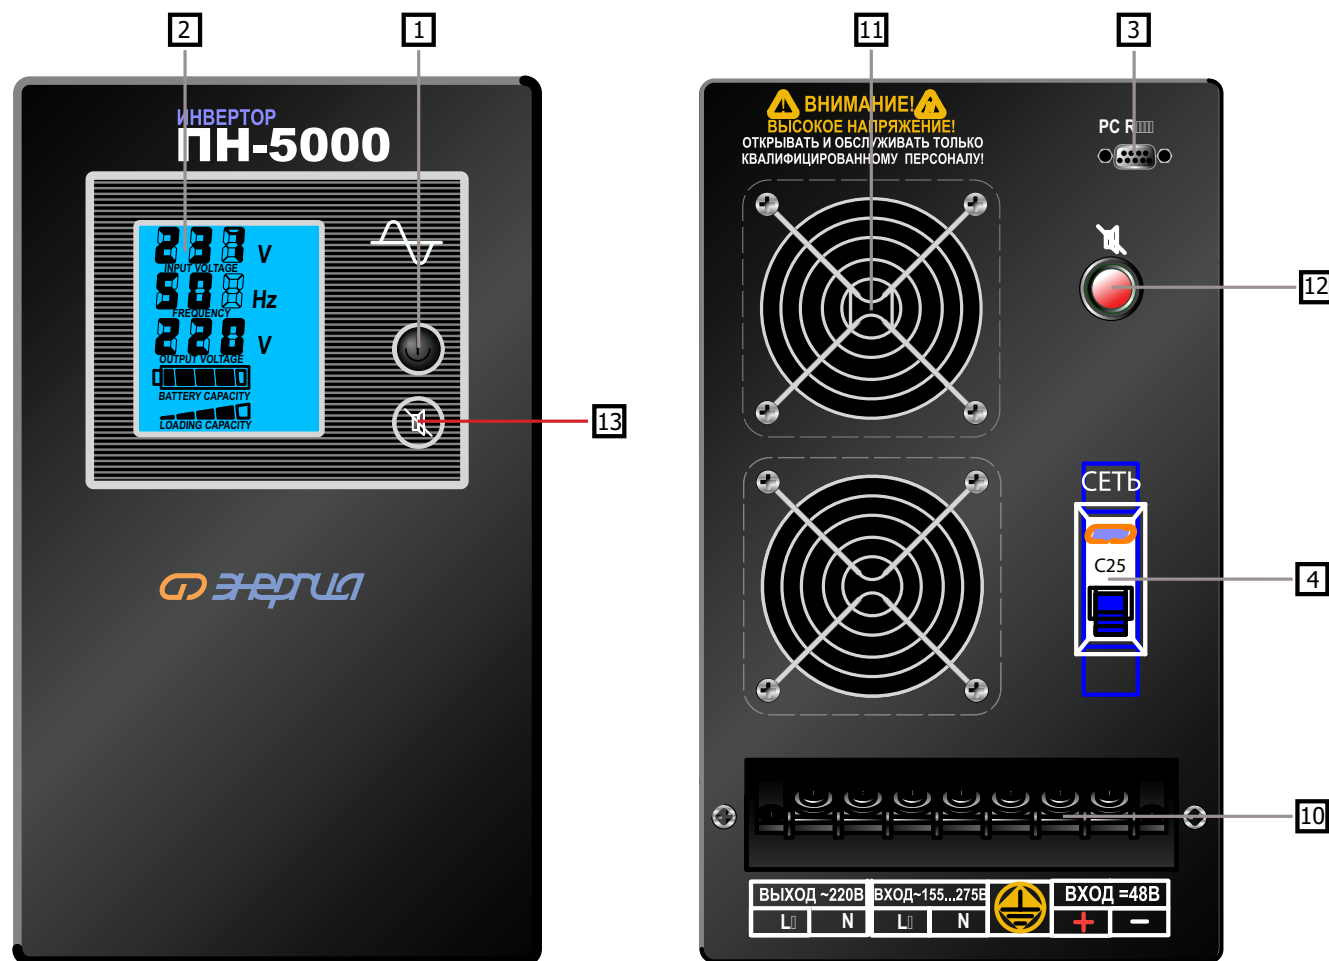 2
1
11
3
ИНВЕРТОР
ПН-5000
231 V
INPUT VOLTAGE
50 Hz
FREQUENCY
220 V
OUTPUT VOLTAGE
BATTERY CAPACITY
LOADING CAPACITY
13
энергия
ВНИМАНИЕ!
ВЫСОКОЕ НАПРЯЖЕНИЕ!
ОТКРЫВАТЬ И ОБСЛУЖИВАТЬ ТОЛЬКО
КВАЛИФИЦИРОВАННОМУ ПЕРСОНАЛУ!
PC
12
СЕТЬ
C25
4
10
ВЫХОД ~220В
L N
ВХОД~155...275В
L N
ВХОД =48В
+ −